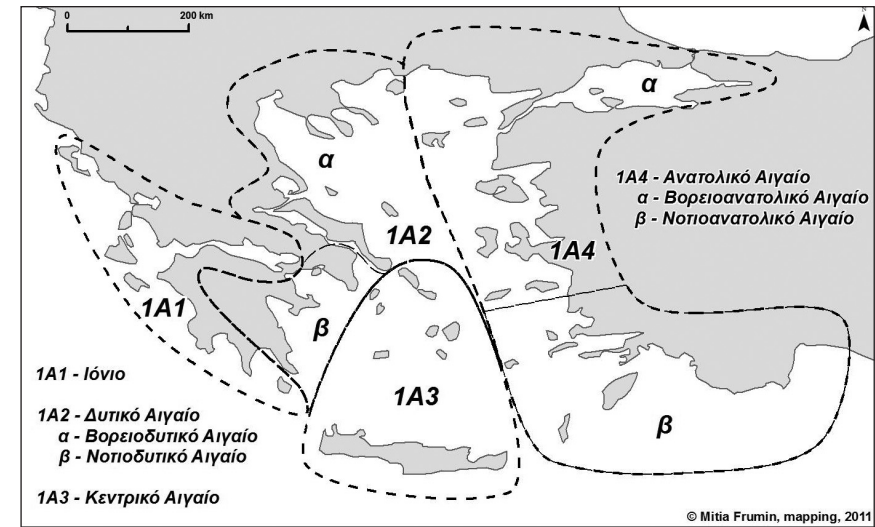 0 200 km
α
1A4 - Ανατολικό Αιγαίο
α - Βορειοανατολικό Αιγαίο
β - Νοτιοανατολικό Αιγαίο
α
1A2
1A4
1A1
β
1A3
β
1A1 - Ιόνιο
1A2 - Δυτικό Αιγαίο
α - Βορειοδυτικό Αιγαίο
β - Νοτιοδυτικό Αιγαίο
1A3 - Κεντρικό Αιγαίο
© Mitia Frumin, mapping, 2011